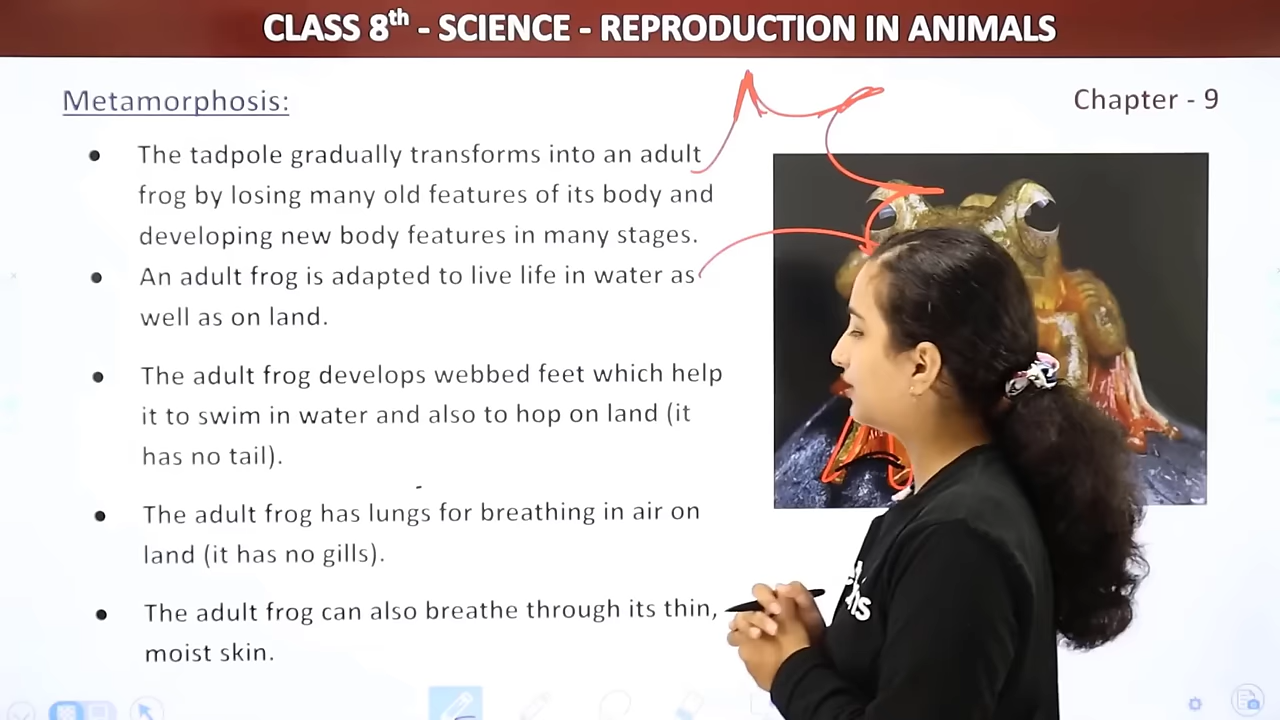 CLASS 8th - SCIENCE - REPRODUCTION IN ANIMALS
Metamorphosis:
Chapter - 9
• The tadpole gradually transforms into an adult
frog by losing many old features of its body and
developing new body features in many stages.
• An adult frog is adapted to live life in water as
well as on land.
• The adult frog develops webbed feet which help
it to swim in water and also to hop on land (it
has no tail).
• The adult frog has lungs for breathing in air on
land (it has no gills).
• The adult frog can also breathe through its thin,
moist skin.